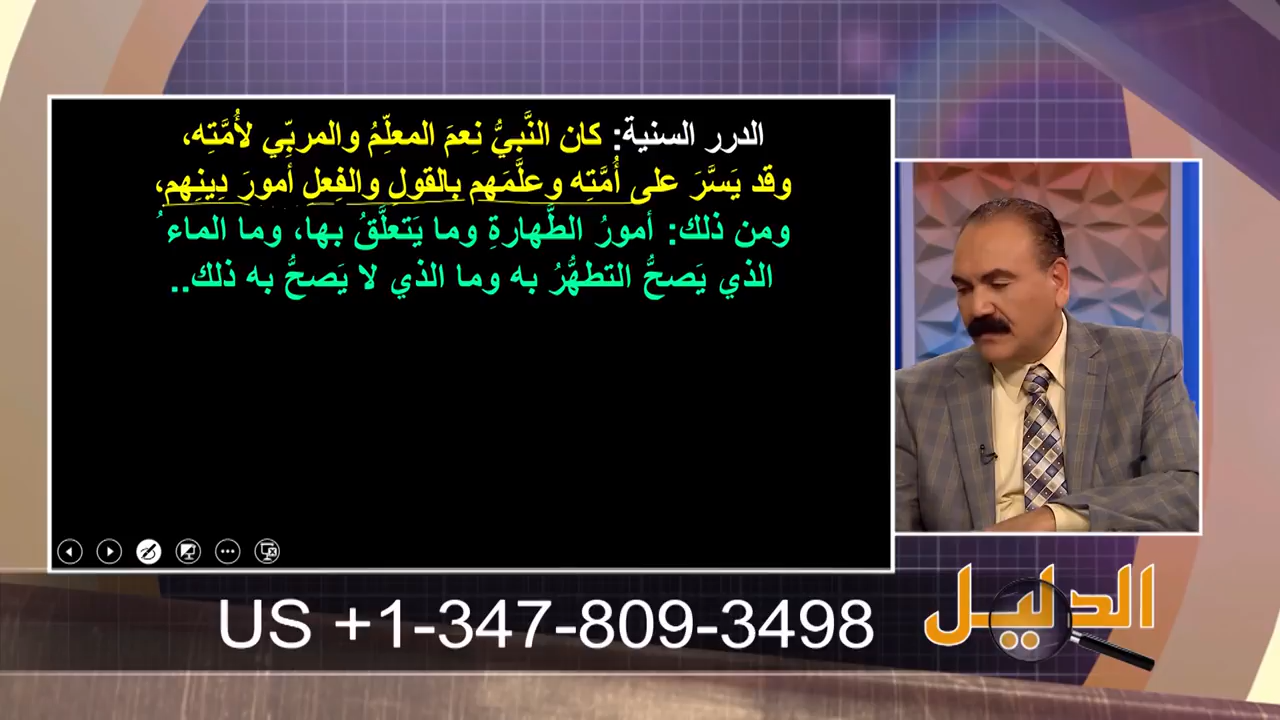 الدرر السنية: كان النَّبيُّ نِعمَ المعلِّمُ والمربِّي لأُمَّتِه،
وقد يَسَّرَ على أُمَّتِه وعلَّمَهم بالقولِ والفِعلِ أمورَ دِينِهم،
ومن ذلك: أمورُ الطَّهارةِ وما يَتعلَّقُ بها، وما الماء ُ
الذي يَصحُّ التطهُّرُ به وما الذي لا يَصحُّ به ذلك..
US +1-347-809-3498
الدليل